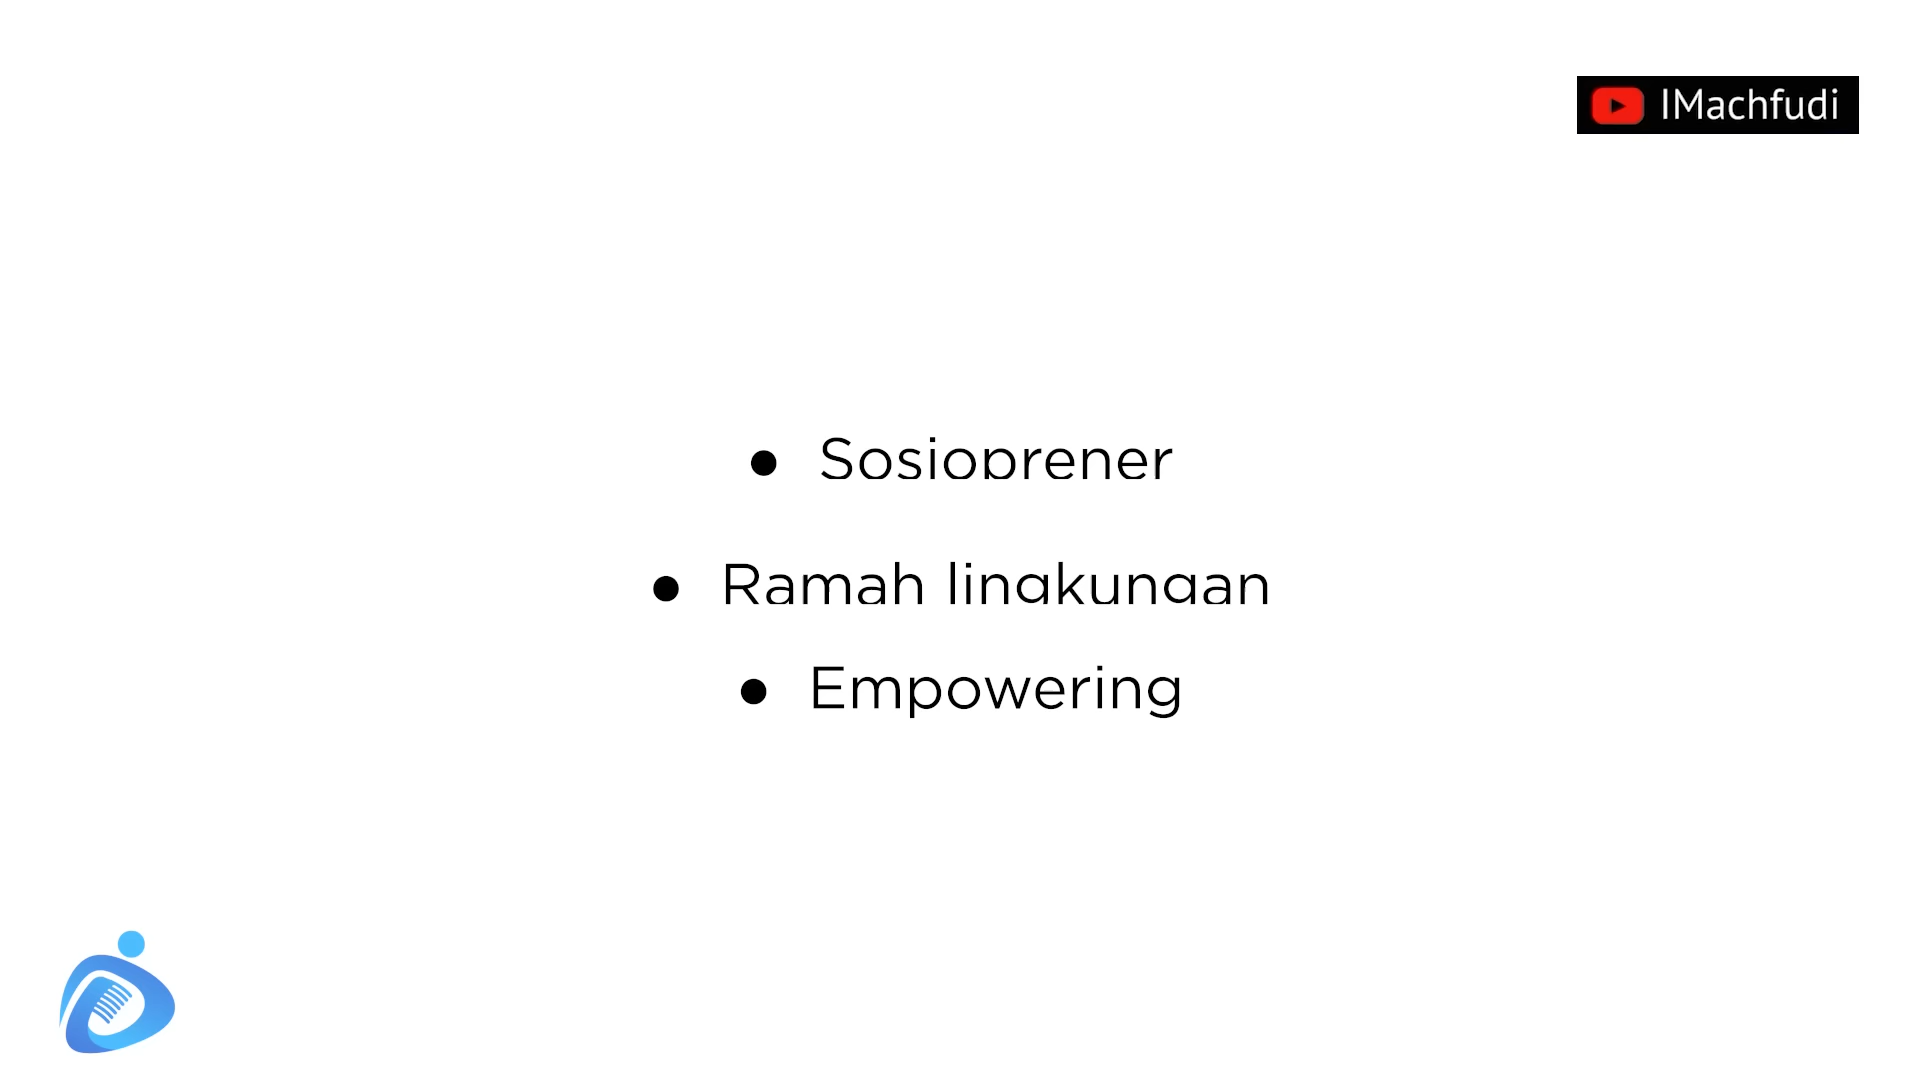 IMachfudi
● Sosioprener
● Ramah lingkungan
● Empowering